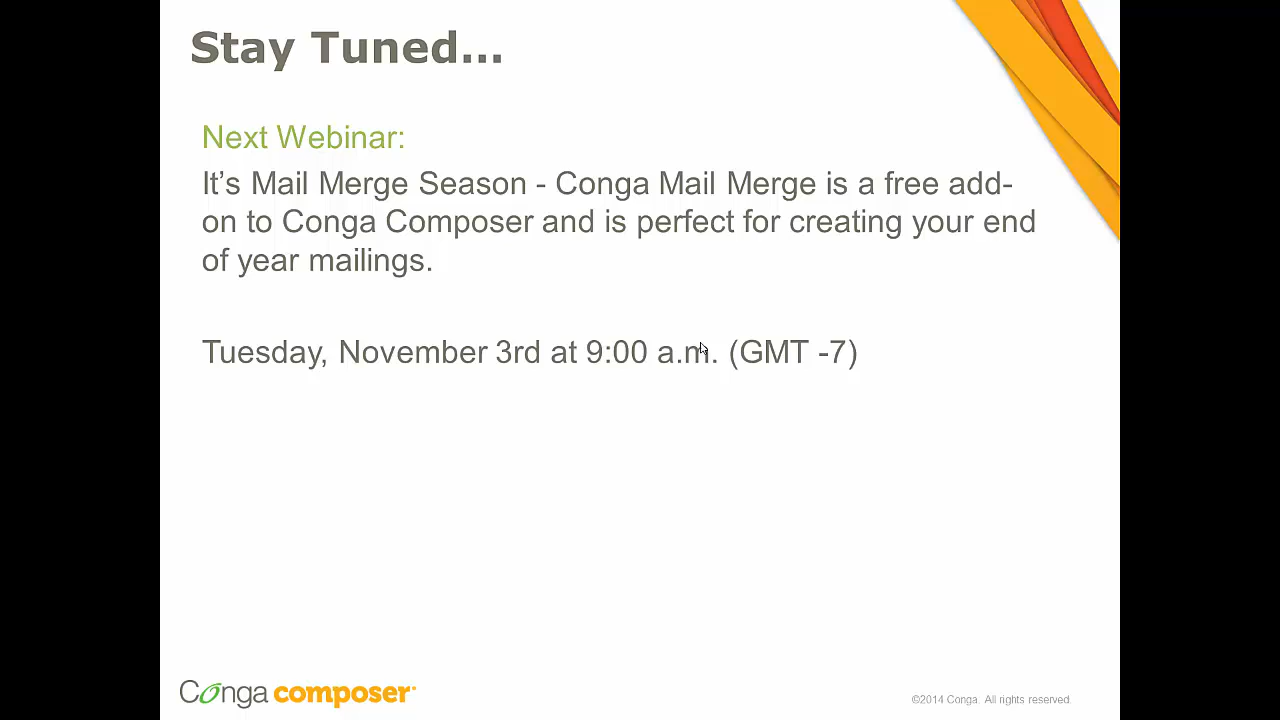 Stay Tuned...
Next Webinar:
It’s Mail Merge Season - Conga Mail Merge is a free add-
on to Conga Composer and is perfect for creating your end
of year mailings.
Tuesday, November 3rd at 9:00 a.m. (GMT -7)
Conga composer
©2014 Conga. All rights reserved